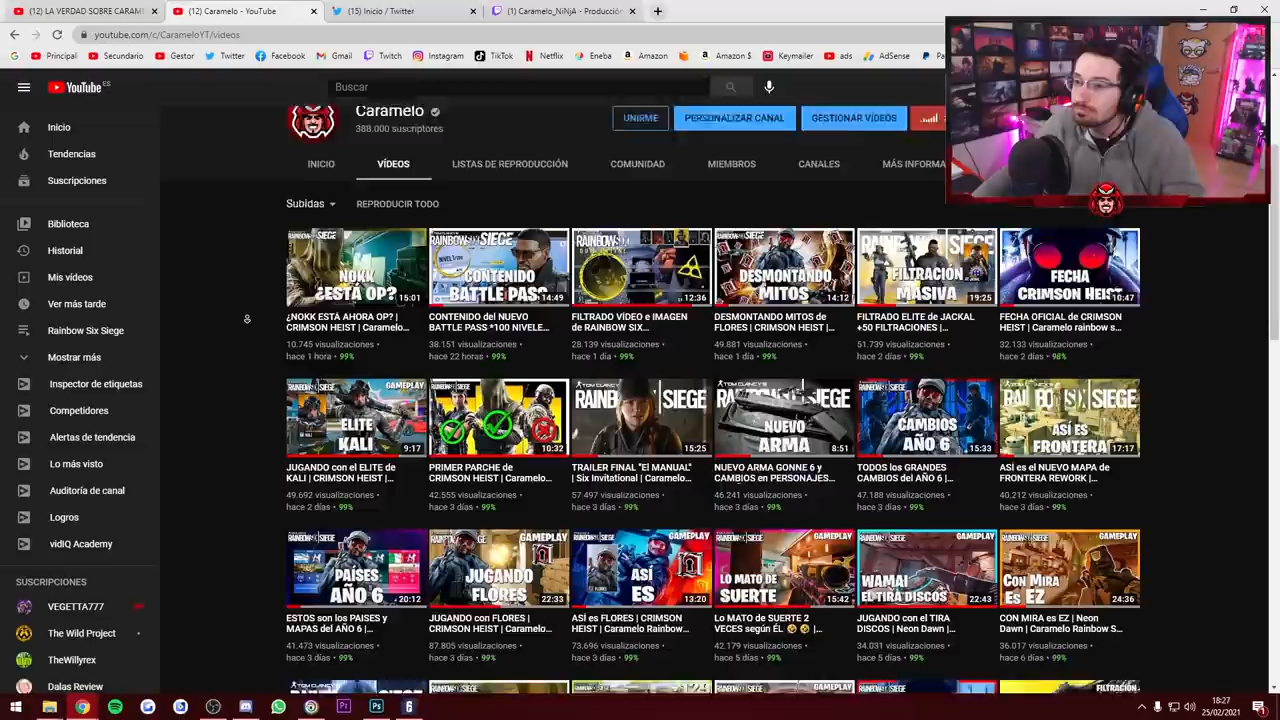 (12) LA VERDAD SOBRE CARAMI
(12) Caramelo - YouTube
(15) Inicio / Twitter
(1) Caramelo_NiNjA - Producción
youtube.com/c/CarameloYT/videos
Principal
Secundario
Gestor
Twitter
Facebook
Gmail
Twitch
Instagram
TikTok
Netflix
Eneba
Amazon
Amazon
Keymailer
ads
AdSense
Pa
YouTube ES
Buscar
Caramelo
388.000 suscriptores
UNIRME
PERSONALIZAR CANAL
GESTIONAR VÍDEOS
INICIO
VÍDEOS
LISTAS DE REPRODUCCIÓN
COMUNIDAD
MIEMBROS
CANALES
MÁS INFORMA
Subidas
REPRODUCIR TODO
Inicio
Tendencias
Suscripciones
Biblioteca
Historial
Mis vídeos
Ver más tarde
Rainbow Six Siege
Mostrar más
Inspector de etiquetas
Competidores
Alertas de tendencia
Lo más visto
Auditoría de canal
Logros
vidIQ Academy
SUSCRIPCIONES
VEGETTA777
The Wild Project
TheWillyrex
Dalas Review
NOKK
¿ESTÁ OP?
15:01
¿NOKK ESTÁ AHORA OP? |
CRIMSON HEIST | Caramelo...
10.745 visualizaciones •
hace 1 hora • 99%
CONTENIDO
BATTLE PASS
14:49
CONTENIDO del NUEVO
BATTLE PASS *100 NIVELE...
38.151 visualizaciones •
hace 22 horas • 99%
12:36
FILTRADO VÍDEO e IMAGEN
de RAINBOW SIX...
28.139 visualizaciones •
hace 1 día • 99%
DESMONTANDO
MITOS
14:12
DESMONTANDO MITOS de
FLORES | CRIMSON HEIST |...
49.881 visualizaciones •
hace 1 día • 99%
FILTRACIÓN
MASIVA
19:25
FILTRADO ELITE de JACKAL
+50 FILTRACIONES |...
51.739 visualizaciones •
hace 2 días • 99%
FECHA
CRIMSON HEIST
10:47
FECHA OFICIAL de CRIMSON
HEIST | Caramelo rainbow s...
32.133 visualizaciones •
hace 2 días • 98%
GAMEPLAY
ELITE
KALI
9:17
JUGANDO con el ELITE de
KALI | CRIMSON HEIST |...
49.692 visualizaciones •
hace 2 días • 99%
10:32
PRIMER PARCHE de
CRIMSON HEIST | Caramelo...
42.555 visualizaciones •
hace 3 días • 99%
15:25
TRAILER FINAL "El MANUAL"
| Six Invitational | Caramelo...
57.497 visualizaciones •
hace 3 días • 99%
NUEVO
ARMA
8:51
NUEVO ARMA GONNE 6 y
CAMBIOS en PERSONAJES...
46.241 visualizaciones •
hace 3 días • 99%
CAMBIOS
AÑO 6
15:33
TODOS los GRANDES
CAMBIOS del AÑO 6 |...
47.188 visualizaciones •
hace 3 días • 99%
ASÍ ES
FRONTERA
17:17
ASÍ es el NUEVO MAPA de
FRONTERA REWORK |...
40.212 visualizaciones •
hace 3 días • 99%
PAÍSES
AÑO 6
20:12
ESTOS son los PAISES y
MAPAS del AÑO 6 |...
41.473 visualizaciones •
hace 3 días • 99%
GAMEPLAY
JUGANDO
FLORES
22:33
JUGANDO con FLORES |
CRIMSON HEIST | Caramelo...
87.805 visualizaciones •
hace 3 días • 99%
ASÍ
ES
13:20
ASÍ es FLORES | CRIMSON
HEIST | Caramelo Rainbow...
73.696 visualizaciones •
hace 3 días • 99%
GAMEPLAY
LO MATO DE
SUERTE
15:42
Lo MATO de SUERTE 2
VECES según ÉL 🤣 🤣 |...
42.179 visualizaciones •
hace 5 días • 99%
GAMEPLAY
WAMAI
EL TIRA DISCOS
22:43
JUGANDO con el TIRA
DISCOS | Neon Dawn |...
34.031 visualizaciones •
hace 5 días • 99%
GAMEPLAY
CON MIRA
ES EZ
24:36
CON MIRA es EZ | Neon
Dawn | Caramelo Rainbow S...
36.017 visualizaciones •
hace 6 días • 99%
GAMEPLAY
FILTRACIÓN
18:27
25/02/2021